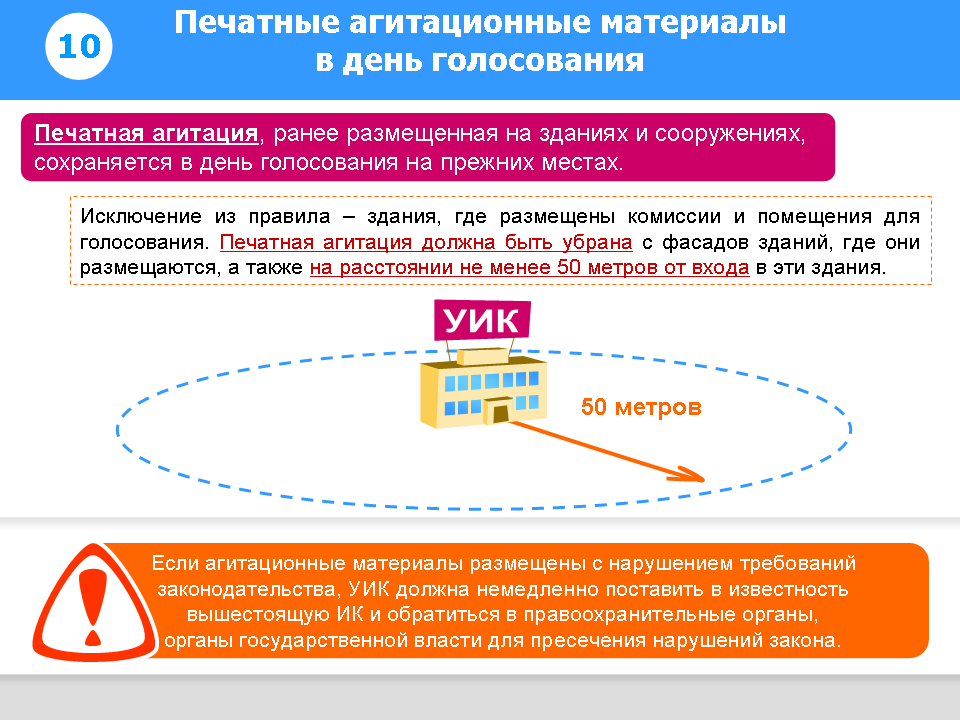 10
Печатные агитационные материалы
в день голосования
Печатная агитация, ранее размещенная на зданиях и сооружениях,
сохраняется в день голосования на прежних местах.
Исключение из правила – здания, где размещены комиссии и помещения для
голосования. Печатная агитация должна быть убрана с фасадов зданий, где они
размещаются, а также на расстоянии не менее 50 метров от входа в эти здания.
УИК
50 метров
Если агитационные материалы размещены с нарушением требований
законодательства, УИК должна немедленно поставить в известность
вышестоящую ИК и обратиться в правоохранительные органы,
органы государственной власти для пресечения нарушений закона.